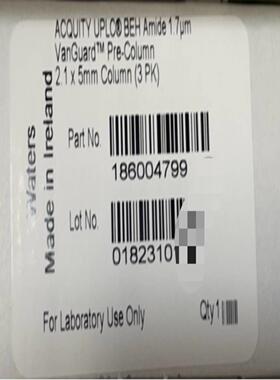 ACQUITY UPLC® BEH Amide 1.7µm
VanGuard™ Pre-Column
2.1 x 5mm Column (3 PK)
Waters
Made in Ireland
Part No.
186004799
Lot No.
01823101
For Laboratory Use Only
Qty 1